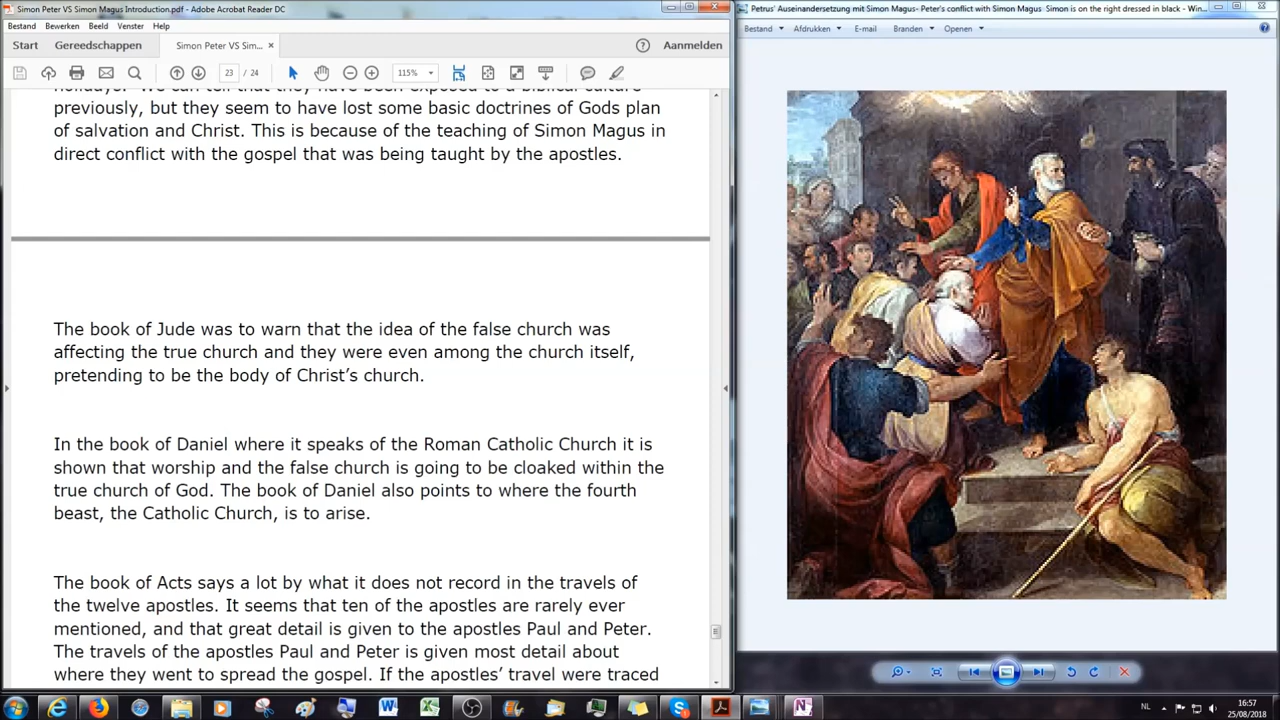 Simon Peter VS Simon Magus Introduction.pdf - Adobe Acrobat Reader DC
Bestand Bewerken Beeld Venster Help
Start Gereedschappen Simon Peter VS Sim... × Aanmelden
23 / 24 115%
previously, but they seem to have lost some basic doctrines of Gods plan
of salvation and Christ. This is because of the teaching of Simon Magus in
direct conflict with the gospel that was being taught by the apostles.
The book of Jude was to warn that the idea of the false church was
affecting the true church and they were even among the church itself,
pretending to be the body of Christ's church.
In the book of Daniel where it speaks of the Roman Catholic Church it is
shown that worship and the false church is going to be cloaked within the
true church of God. The book of Daniel also points to where the fourth
beast, the Catholic Church, is to arise.
The book of Acts says a lot by what it does not record in the travels of
the twelve apostles. It seems that ten of the apostles are rarely ever
mentioned, and that great detail is given to the apostles Paul and Peter.
The travels of the apostles Paul and Peter is given most detail about
where they went to spread the gospel. If the apostles' travel were traced
Petrus' Auseinandersetzung mit Simon Magus- Peter's conflict with Simon Magus Simon is on the right dressed in black - Win...
Bestand Afdrukken E-mail Branden Openen
NL 16:57
25/08/2018